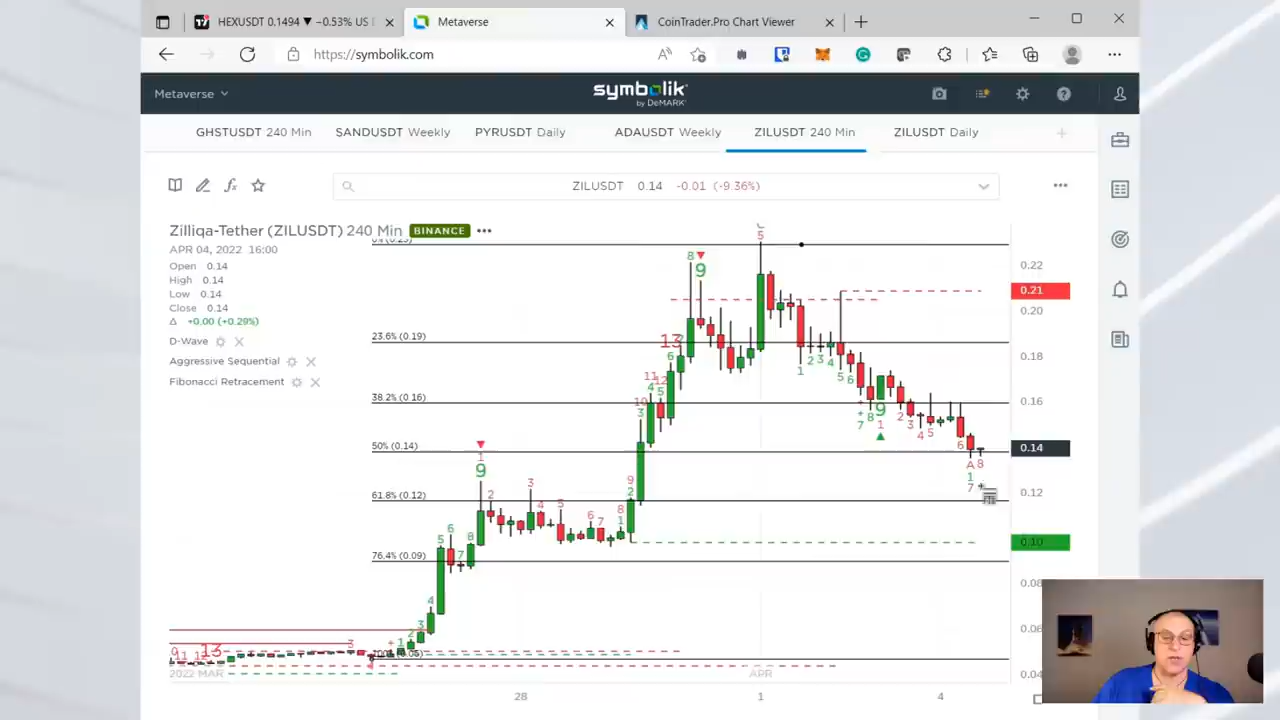 HEXUSDT 0.1494 ▼ −0.53% US
Metaverse
CoinTrader.Pro Chart Viewer
https://symbolik.com
Metaverse
symbolik
by DeMARK
GHSTUSDT 240 Min
SANDUSDT Weekly
PYRUSDT Daily
ADAUSDT Weekly
ZILUSDT 240 Min
ZILUSDT Daily
ZILUSDT 0.14 -0.01 (-9.36%)
Zilliqa-Tether (ZILUSDT) 240 Min BINANCE
APR 04, 2022 16:00
Open 0.14
High 0.14
Low 0.14
Close 0.14
Δ +0.00 (+0.29%)
D-Wave
Aggressive Sequential
Fibonacci Retracement
23.6% (0.19)
38.2% (0.16)
50% (0.14)
61.8% (0.12)
76.4% (0.09)
0.22
0.21
0.20
0.18
0.16
0.14
0.12
0.10
0.04
2022 MAR
APR
28
1
4